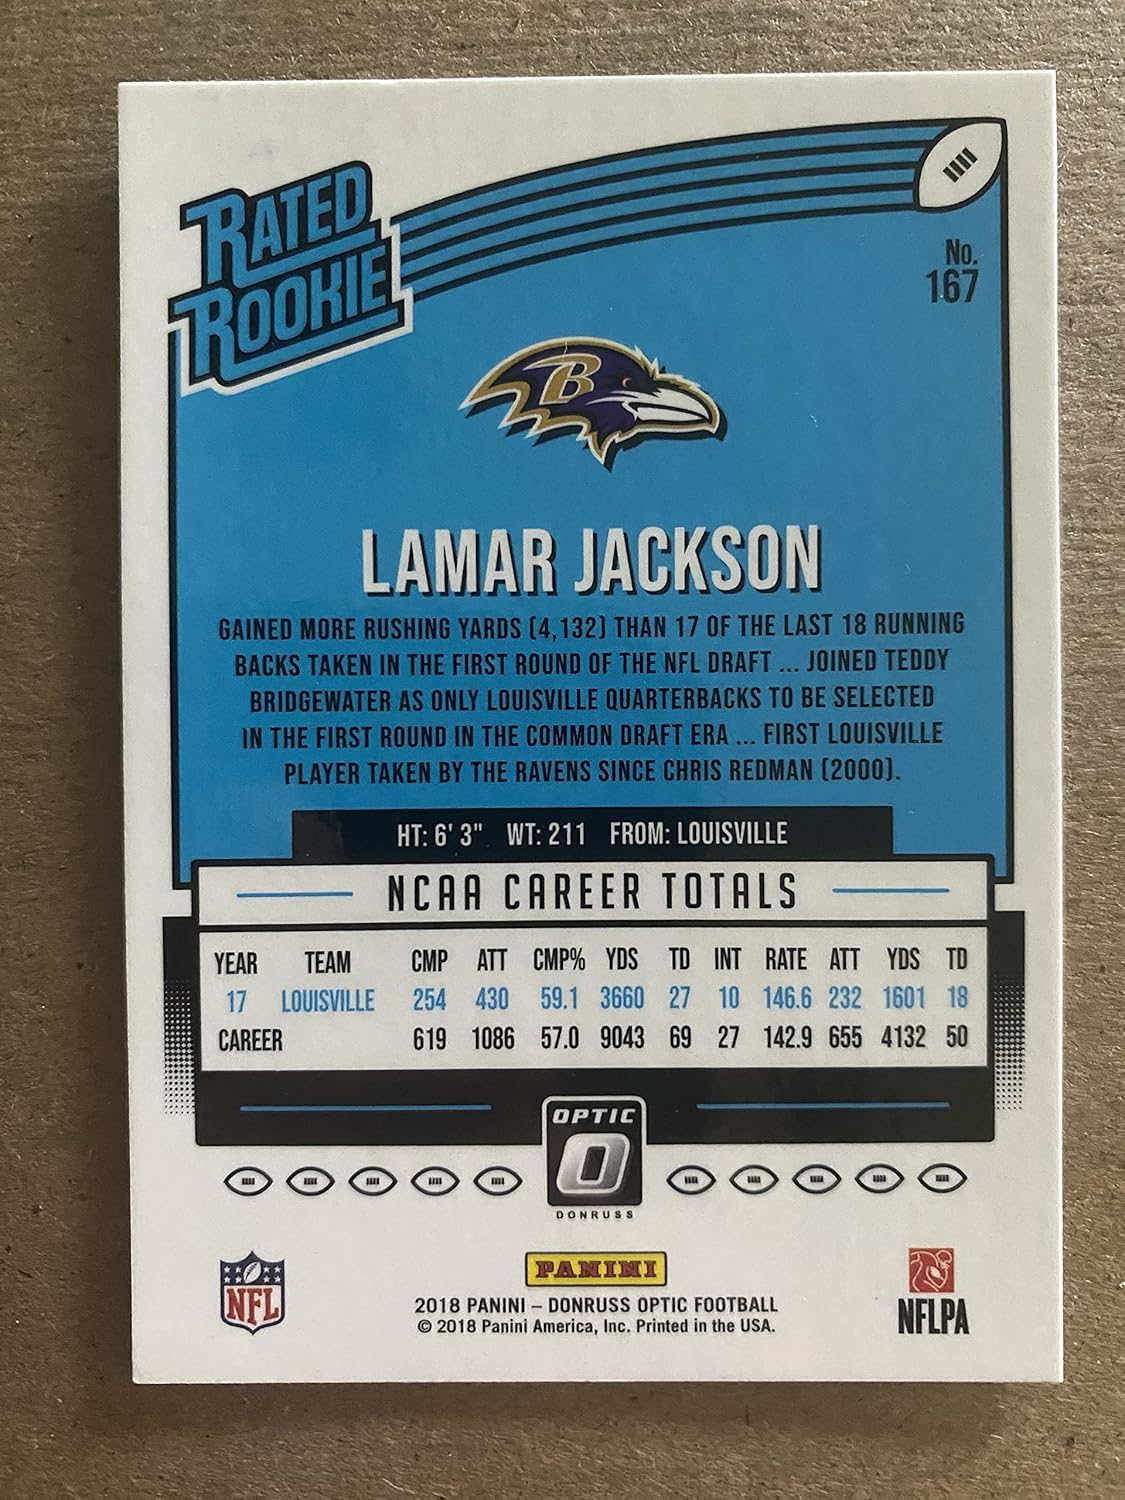 RATED
ROOKIE
No.
167
B
LAMAR JACKSON
GAINED MORE RUSHING YARDS (4,132) THAN 17 OF THE LAST 18 RUNNING
BACKS TAKEN IN THE FIRST ROUND OF THE NFL DRAFT ... JOINED TEDDY
BRIDGEWATER AS ONLY LOUISVILLE QUARTERBACKS TO BE SELECTED
IN THE FIRST ROUND IN THE COMMON DRAFT ERA ... FIRST LOUISVILLE
PLAYER TAKEN BY THE RAVENS SINCE CHRIS REDMAN (2000).
HT: 6' 3" WT: 211 FROM: LOUISVILLE
NCAA CAREER TOTALS
YEAR TEAM CMP ATT CMP% YDS TD INT RATE ATT YDS TD
17 LOUISVILLE 254 430 59.1 3660 27 10 146.6 232 1601 18
CAREER 619 1086 57.0 9043 69 27 142.9 655 4132 50
OPTIC
O
DONRUSS
NFL
PANINI
NFLPA
2018 PANINI – DONRUSS OPTIC FOOTBALL
© 2018 Panini America, Inc. Printed in the USA.